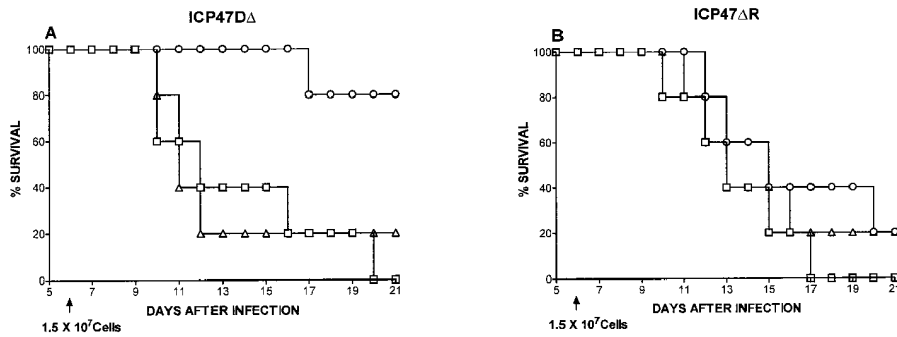 ICP47DΔ
A
100
80
60
40
20
0
% SURVIVAL
5 7 9 11 13 15 17 19 21
DAYS AFTER INFECTION
1.5 X 10⁷Cells
ICP47ΔR
B
100
80
60
40
20
0
% SURVIVAL
5 7 9 11 13 15 17 19 21
DAYS AFTER INFECTION
1.5 X 10⁷Cells